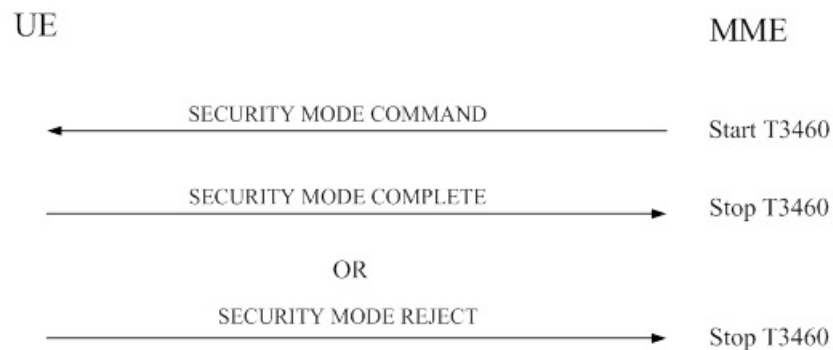 UE
MME
SECURITY MODE COMMAND
Start T3460
SECURITY MODE COMPLETE
Stop T3460
OR
SECURITY MODE REJECT
Stop T3460